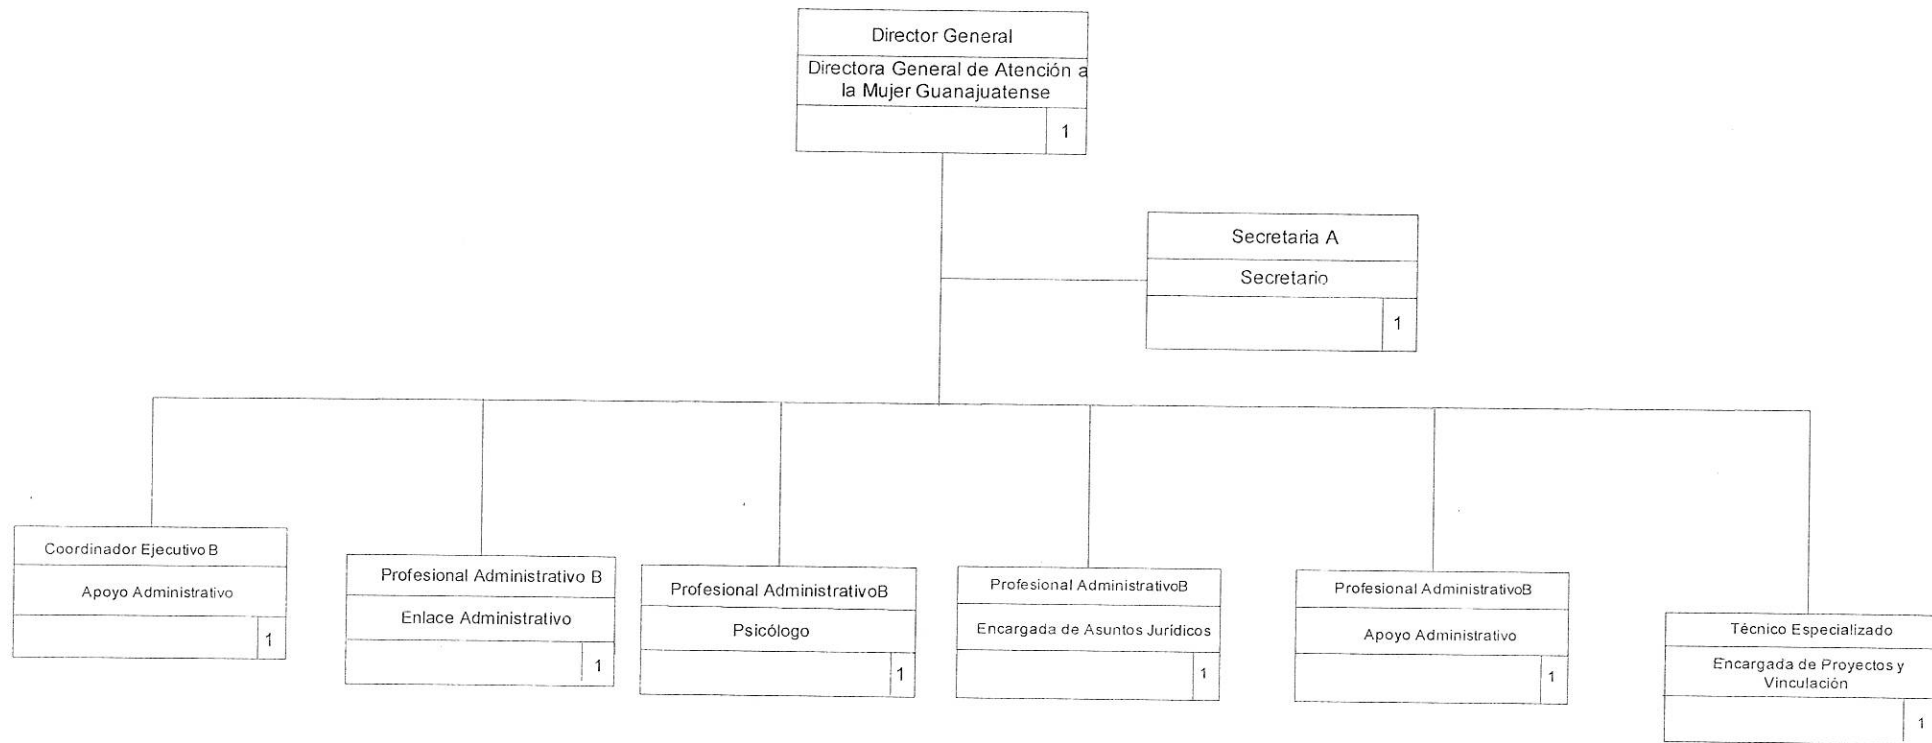 Director General
Directora General de Atención a
la Mujer Guanajuatense
1
Secretaria A
Secretario
1
Coordinador Ejecutivo B
Apoyo Administrativo
1
Profesional Administrativo B
Enlace Administrativo
1
Profesional AdministrativoB
Psicólogo
1
Profesional AdministrativoB
Encargada de Asuntos Jurídicos
1
Profesional AdministrativoB
Apoyo Administrativo
1
Técnico Especializado
Encargada de Proyectos y
Vinculación
1